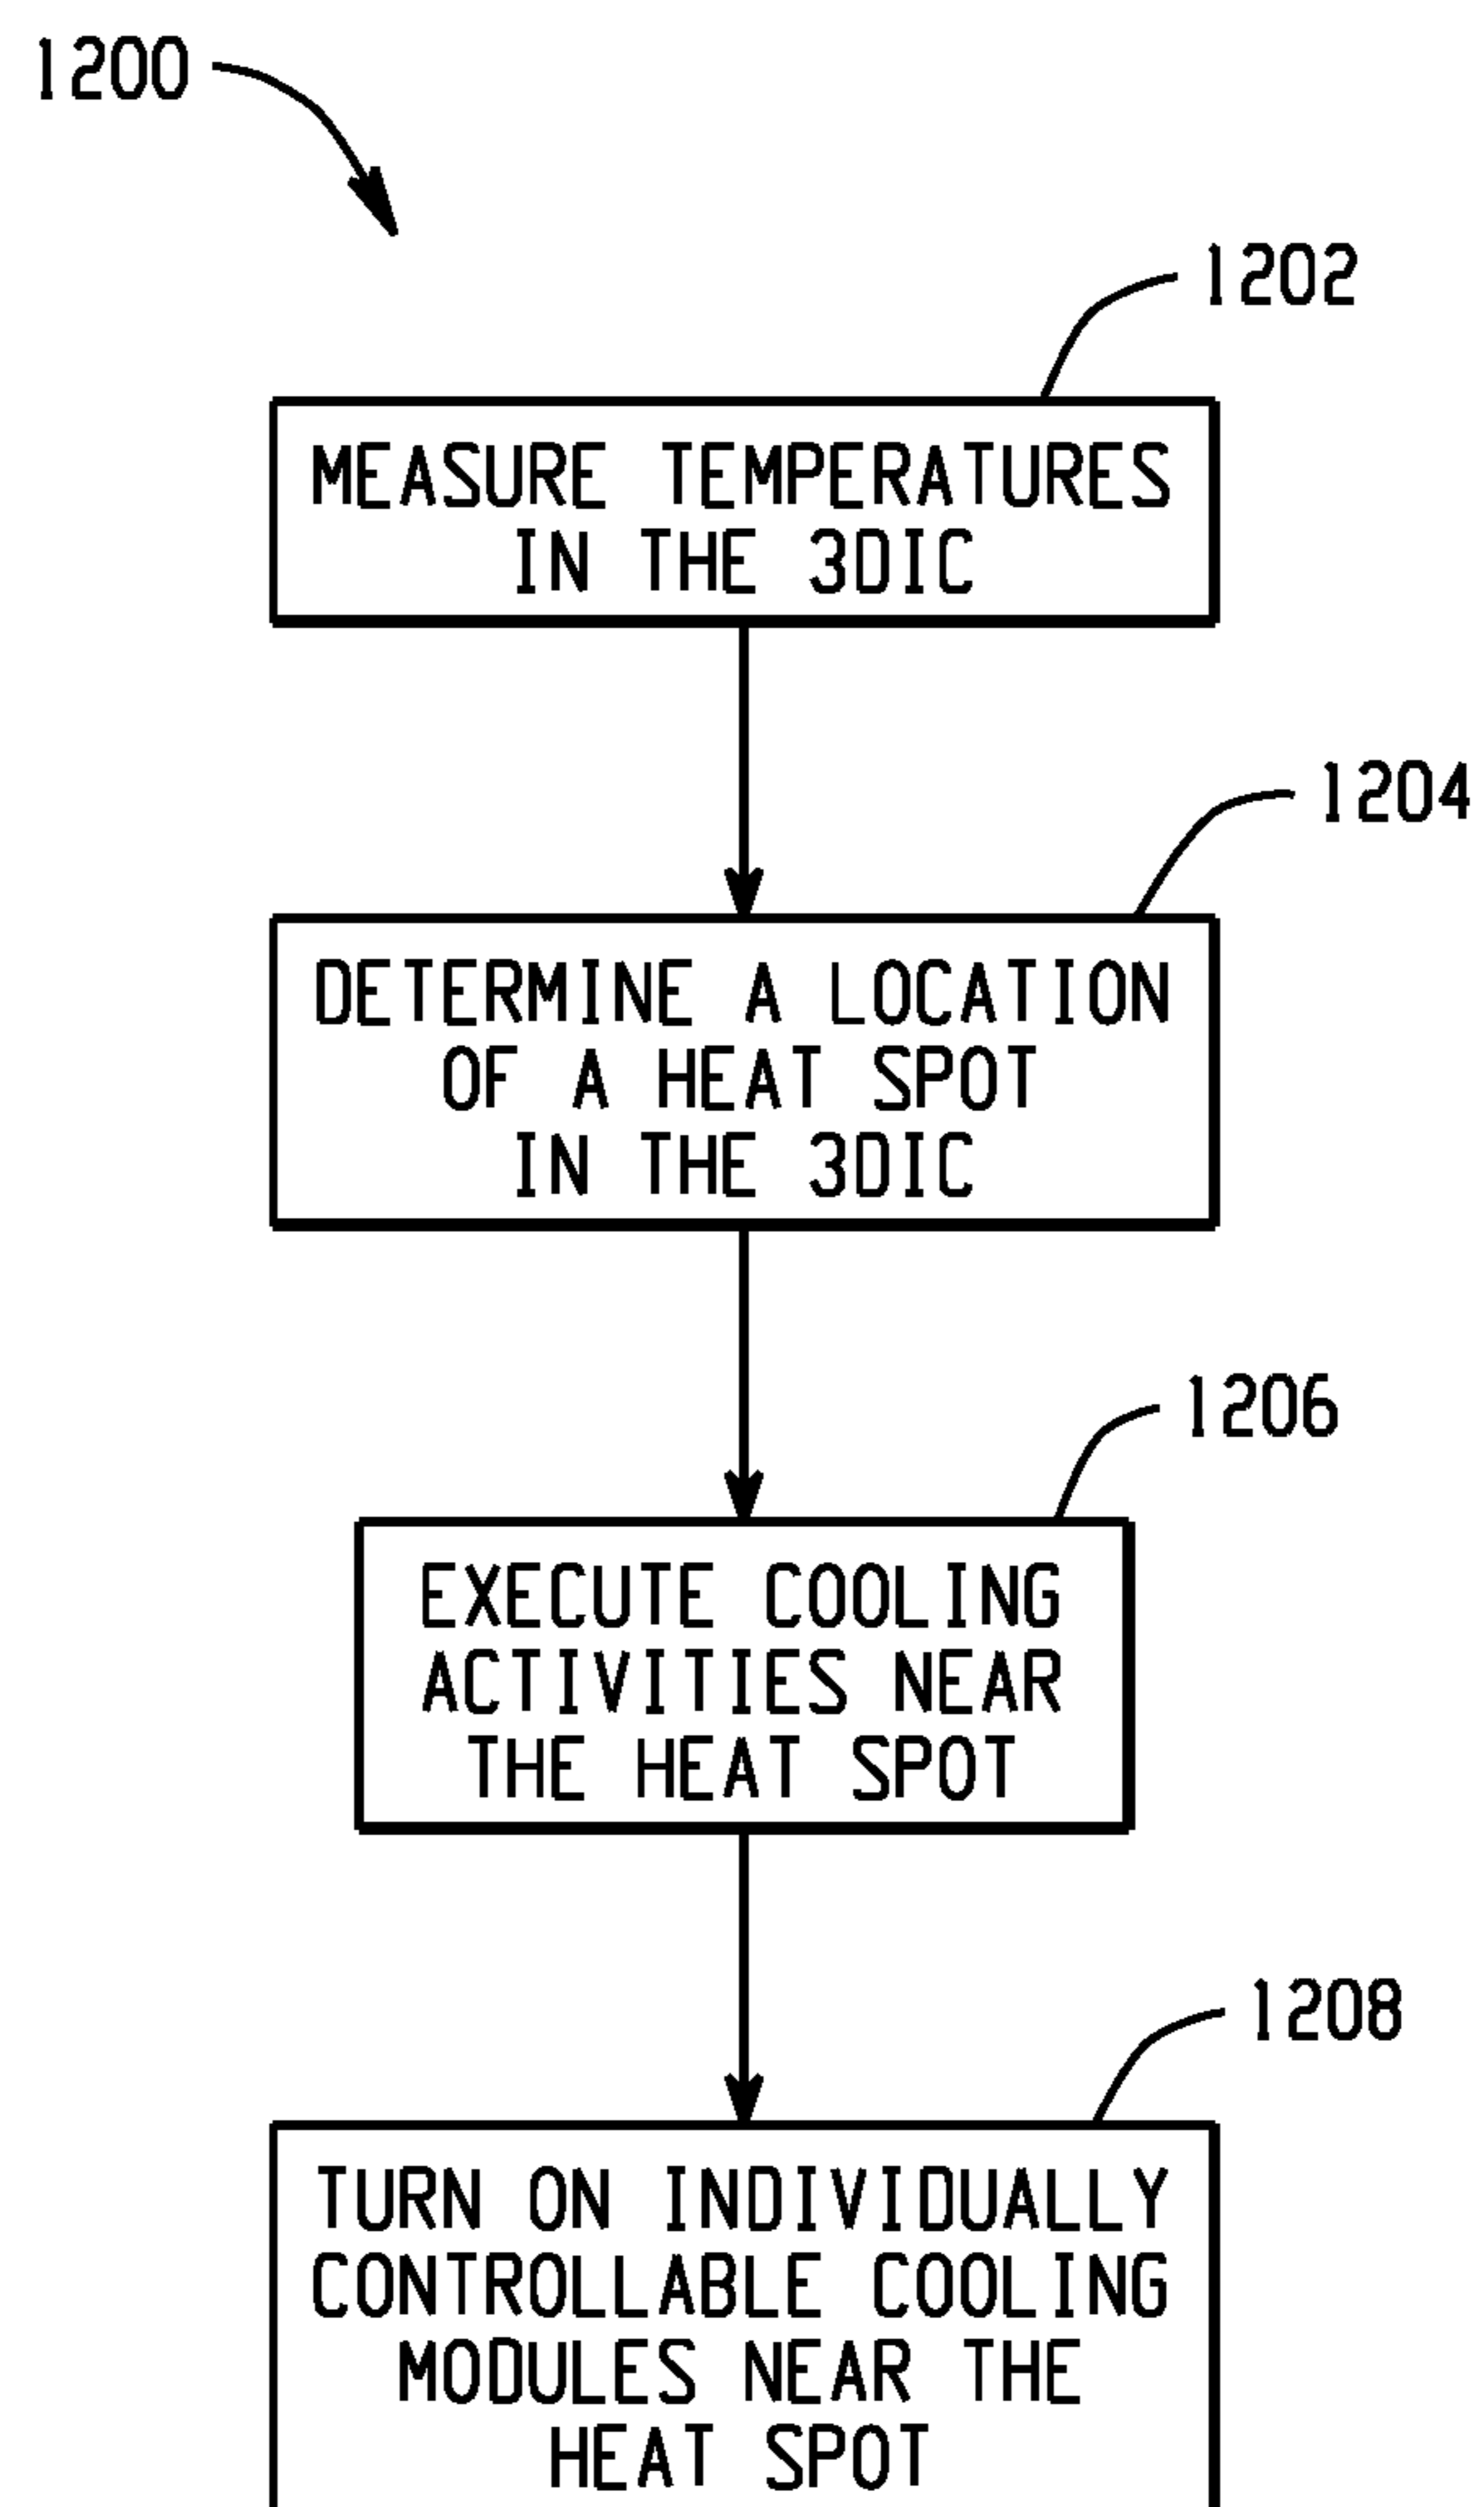 1200
1202
MEASURE TEMPERATURES
IN THE 3DIC
1204
DETERMINE A LOCATION
OF A HEAT SPOT
IN THE 3DIC
1206
EXECUTE COOLING
ACTIVITIES NEAR
THE HEAT SPOT
1208
TURN ON INDIVIDUALLY
CONTROLLABLE COOLING
MODULES NEAR THE
HEAT SPOT